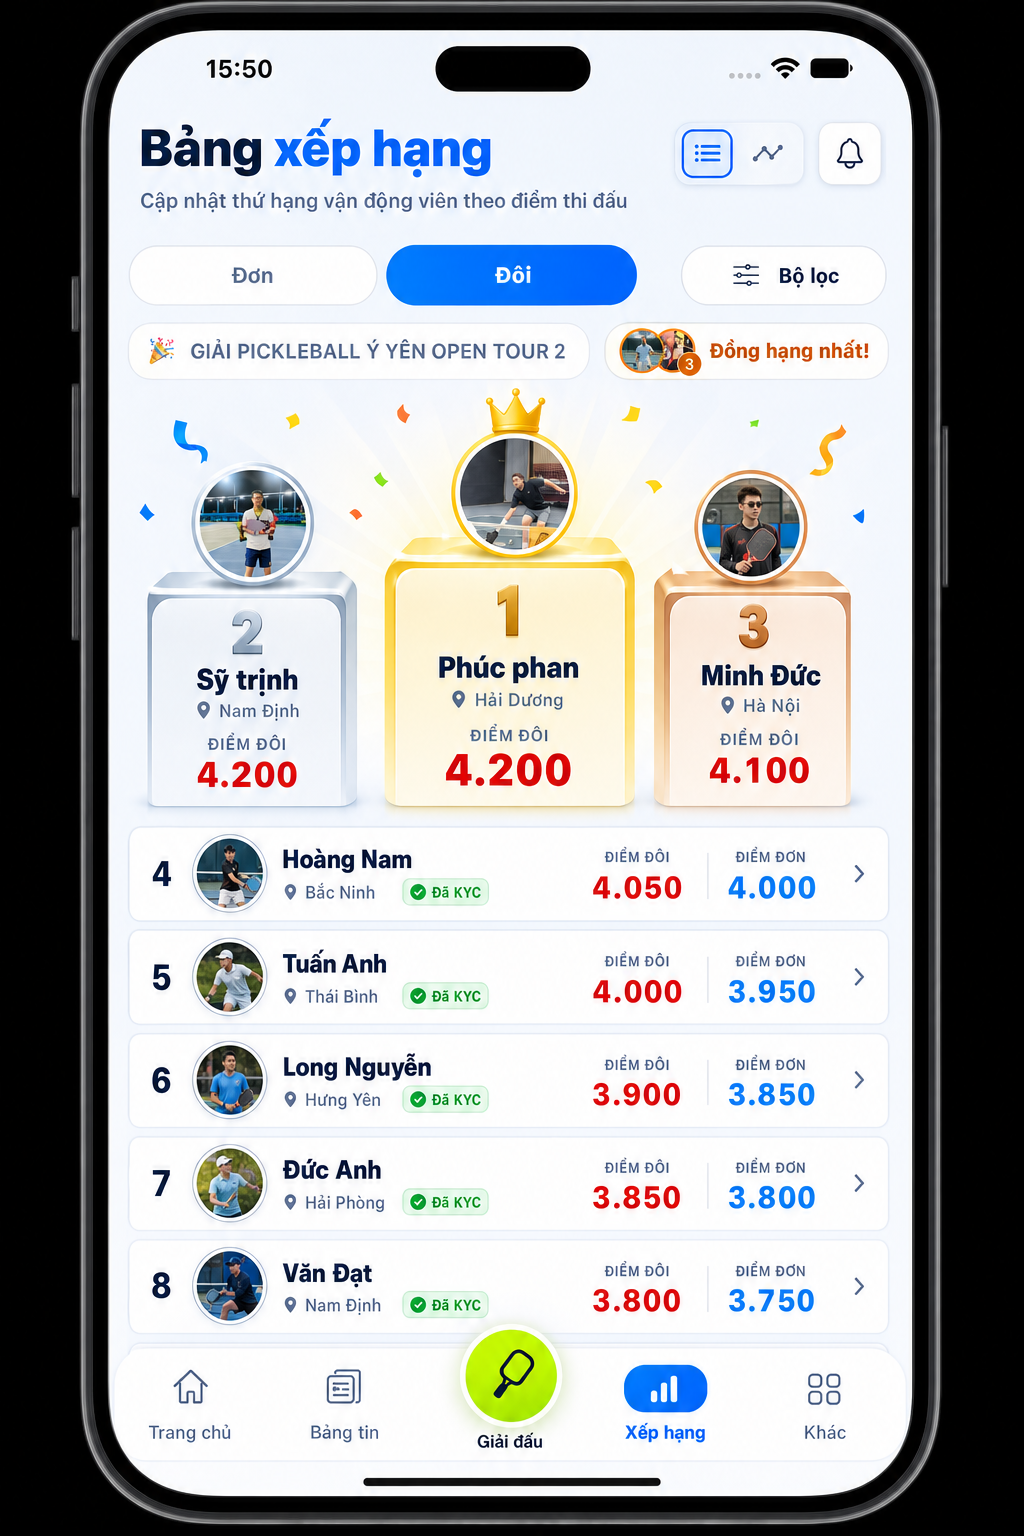 15:50
Bảng xếp hạng
Cập nhật thứ hạng vận động viên theo điểm thi đấu
Đơn
Đôi
Bộ lọc
GIẢI PICKLEBALL Ý YÊN OPEN TOUR 2
3
Đồng hạng nhất!
2
Sỹ trịnh
Nam Định
ĐIỂM ĐÔI
4.200
1
Phúc phan
Hải Dương
ĐIỂM ĐÔI
4.200
3
Minh Đức
Hà Nội
ĐIỂM ĐÔI
4.100
4
Hoàng Nam
Bắc Ninh
Đã KYC
ĐIỂM ĐÔI
4.050
ĐIỂM ĐƠN
4.000
5
Tuấn Anh
Thái Bình
Đã KYC
ĐIỂM ĐÔI
4.000
ĐIỂM ĐƠN
3.950
6
Long Nguyễn
Hưng Yên
Đã KYC
ĐIỂM ĐÔI
3.900
ĐIỂM ĐƠN
3.850
7
Đức Anh
Hải Phòng
Đã KYC
ĐIỂM ĐÔI
3.850
ĐIỂM ĐƠN
3.800
8
Văn Đạt
Nam Định
Đã KYC
ĐIỂM ĐÔI
3.800
ĐIỂM ĐƠN
3.750
Trang chủ
Bảng tin
Giải đấu
Xếp hạng
Khác